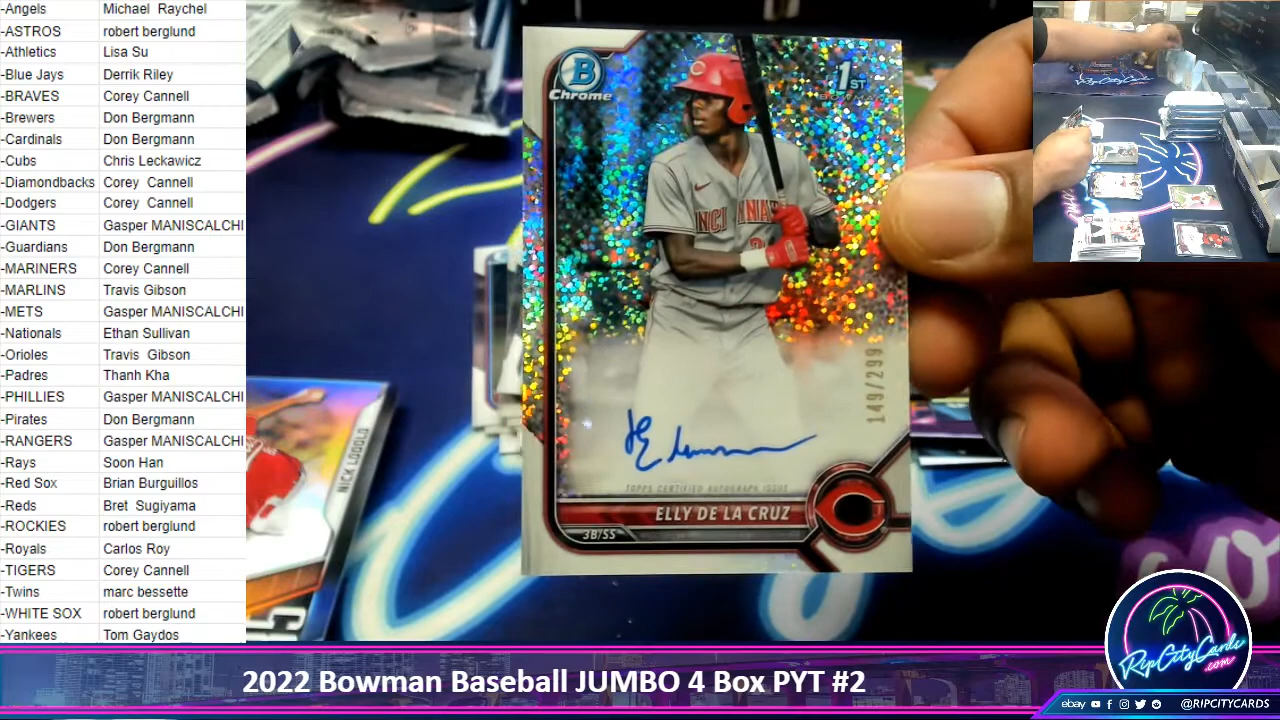 -Angels Michael Raychel
-ASTROS robert berglund
-Athletics Lisa Su
-Blue Jays Derrik Riley
-BRAVES Corey Cannell
-Brewers Don Bergmann
-Cardinals Don Bergmann
-Cubs Chris Leckawicz
-Diamondbacks Corey Cannell
-Dodgers Corey Cannell
-GIANTS Gasper MANISCALCHI
-Guardians Don Bergmann
-MARINERS Corey Cannell
-MARLINS Travis Gibson
-METS Gasper MANISCALCHI
-Nationals Ethan Sullivan
-Orioles Travis Gibson
-Padres Thanh Kha
-PHILLIES Gasper MANISCALCHI
-Pirates Don Bergmann
-RANGERS Gasper MANISCALCHI
-Rays Soon Han
-Red Sox Brian Burguillos
-Reds Bret Sugiyama
-ROCKIES robert berglund
-Royals Carlos Roy
-TIGERS Corey Cannell
-Twins marc bessette
-WHITE SOX robert berglund
-Yankees Tom Gaydos
B
Chrome
1ST
BOWMAN
149/299
TOPPS CERTIFIED AUTOGRAPH ISSUE
ELLY DE LA CRUZ
3B/SS
NICK LODOLO
2022 Bowman Baseball JUMBO 4 Box PYT #2
RipCityCards
.com
ebay @RIPCITYCARDS